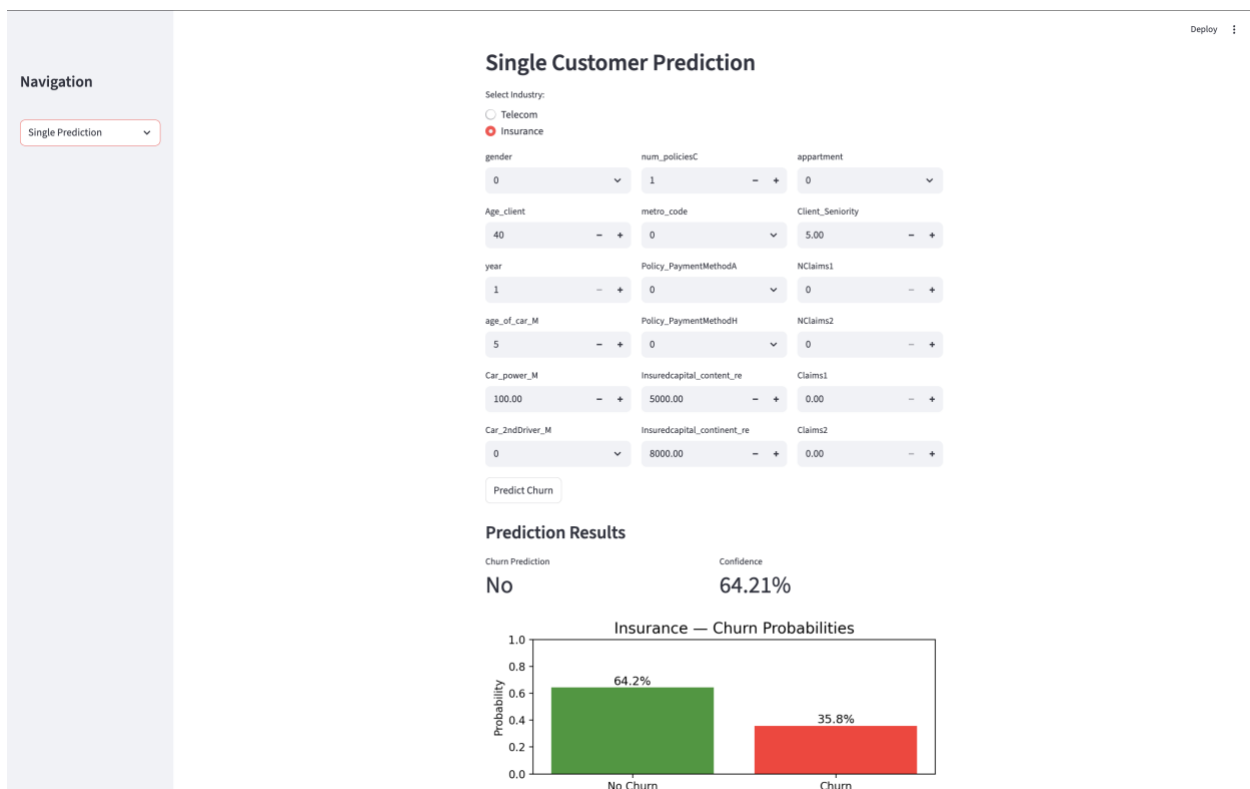 Deploy
Navigation
Single Prediction
Single Customer Prediction
Select Industry:
Telecom
Insurance
gender
num_policiesC
appartment
0
1
0
Age_client
metro_code
Client_Seniority
40
0
5.00
year
Policy_PaymentMethodA
NClaims1
1
0
0
age_of_car_M
Policy_PaymentMethodH
NClaims2
5
0
0
Car_power_M
Insuredcapital_content_re
Claims1
100.00
5000.00
0.00
Car_2ndDriver_M
Insuredcapital_continent_re
Claims2
0
8000.00
0.00
Predict Churn
Prediction Results
Churn Prediction
Confidence
No
64.21%
Insurance — Churn Probabilities
Probability
1.0
0.8
0.6
0.4
0.2
0.0
64.2%
35.8%
No Churn
Churn